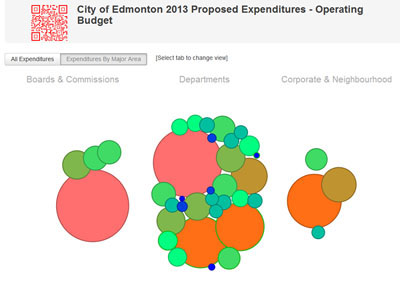 City of Edmonton 2013 Proposed Expenditures - Operating
Budget
All Expenditures
Expenditures By Major Area
[Select tab to change view]
Boards & Commissions
Departments
Corporate & Neighbourhood